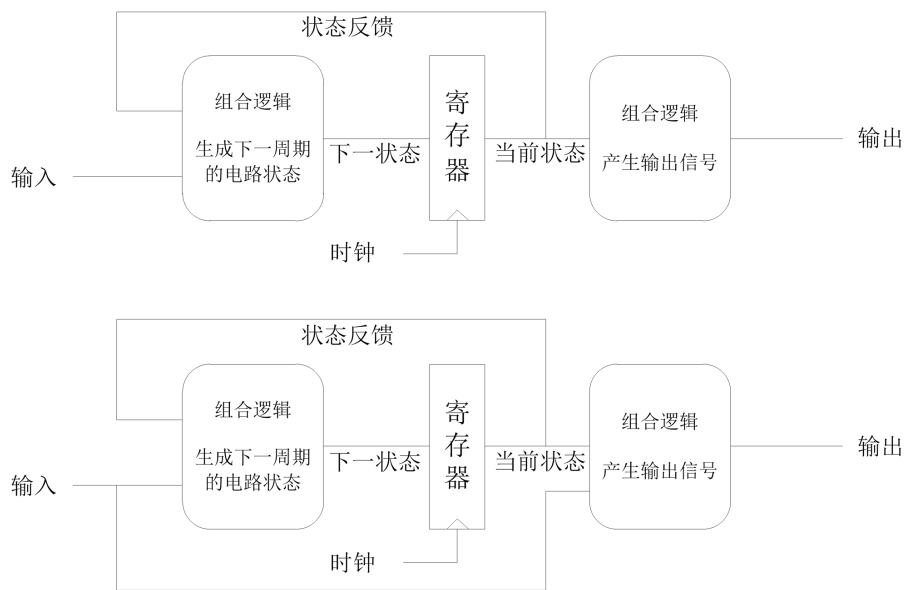 状态反馈
组合逻辑
生成下一周期
的电路状态
输入
下一状态
寄存器
时钟
当前状态
组合逻辑
产生输出信号
输出
状态反馈
组合逻辑
生成下一周期
的电路状态
输入
下一状态
寄存器
时钟
当前状态
组合逻辑
产生输出信号
输出